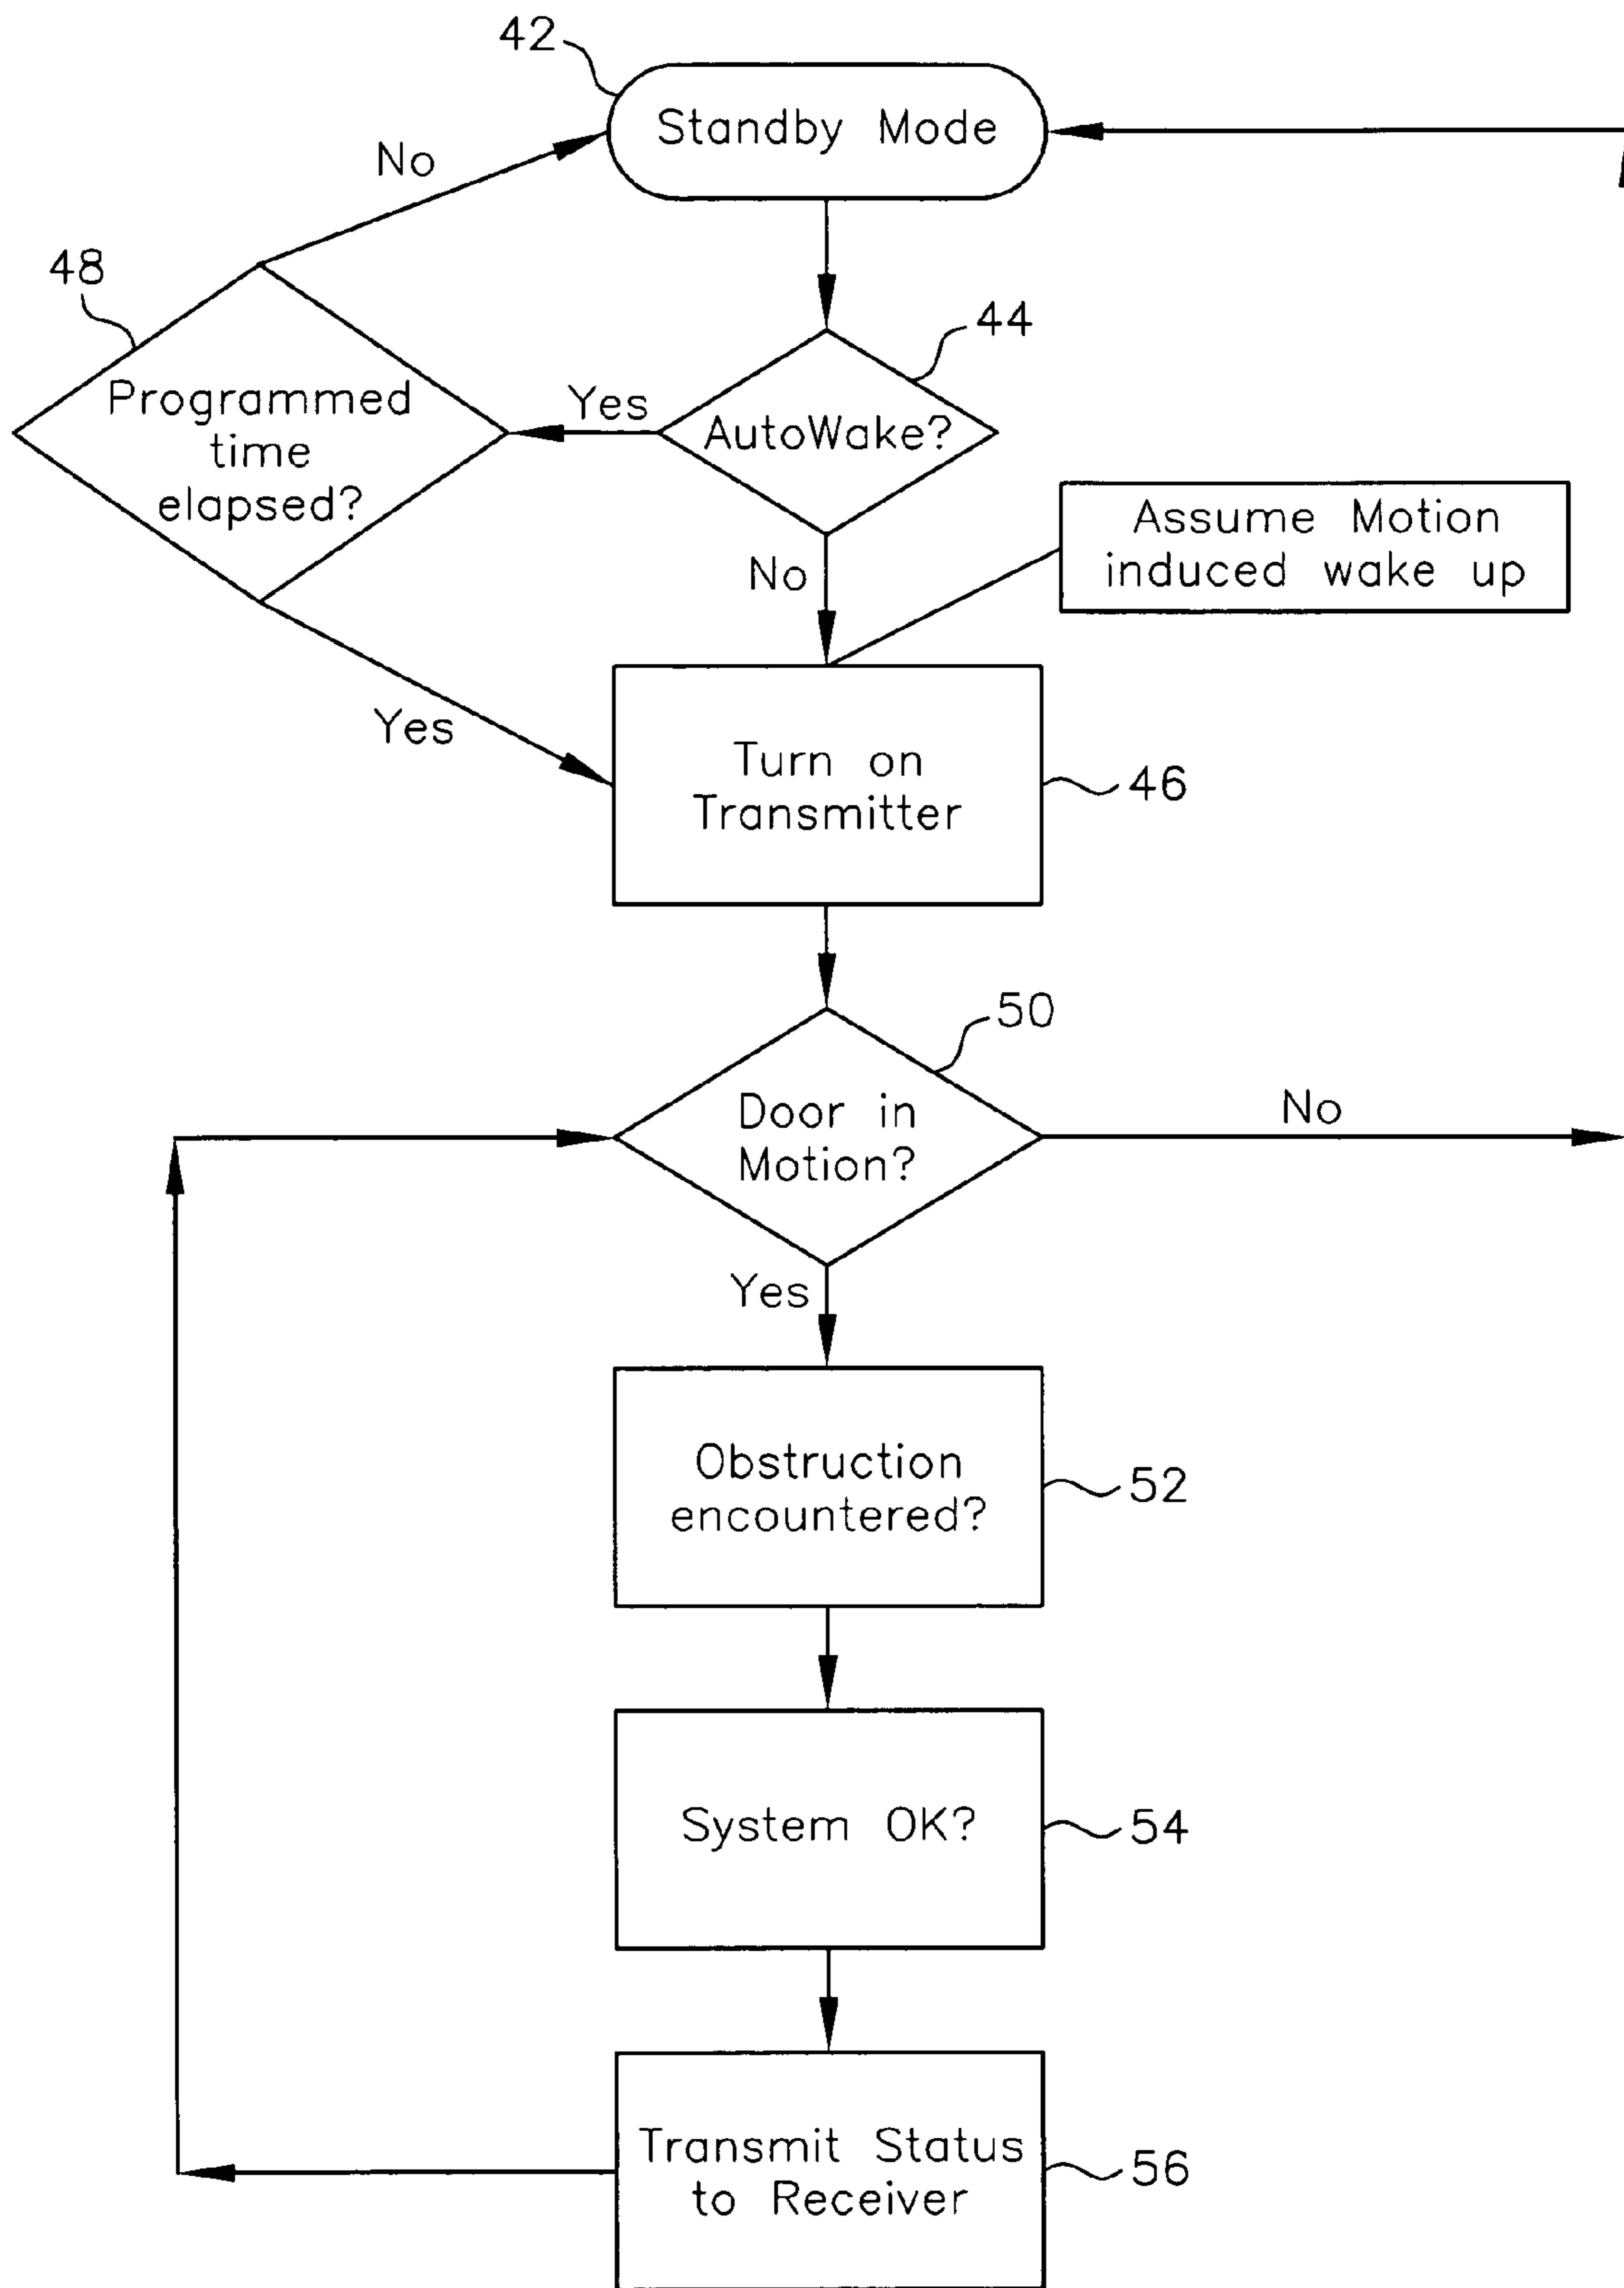 42
Standby Mode
No
48
44
Programmed
time
elapsed?
Yes
AutoWake?
Assume Motion
induced wake up
No
Yes
Turn on
Transmitter
46
50
Door in
Motion?
No
Yes
Obstruction
encountered?
52
System OK?
54
Transmit Status
to Receiver
56